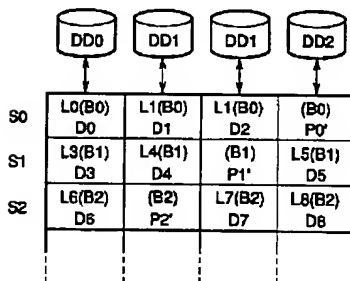 DD0 DD1 DD1 DD2
S0 L0(B0) L1(B0) L1(B0) (B0)
D0 D1 D2 P0'
S1 L3(B1) L4(B1) (B1) L5(B1)
D3 D4 P1' D5
S2 L6(B2) (B2) L7(B2) L8(B2)
D6 P2' D7 D8